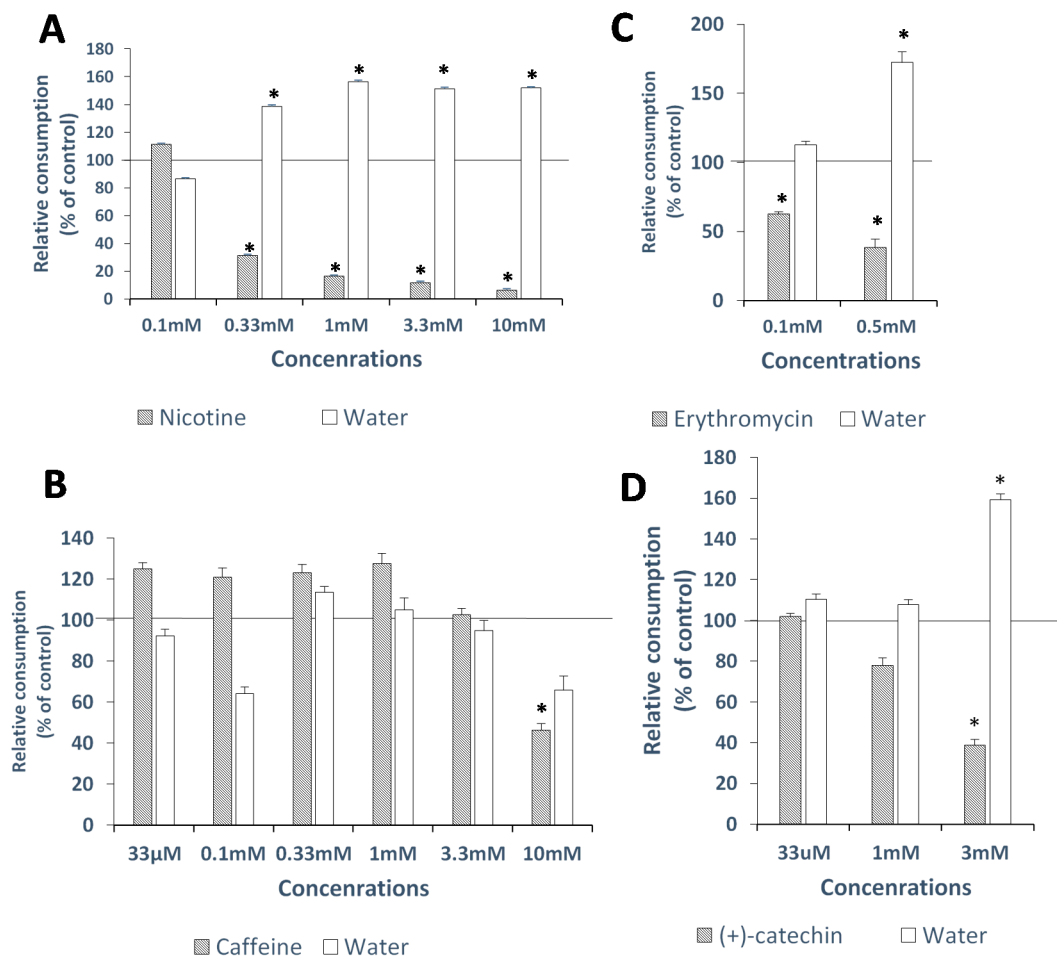 A
Relative consumption
(% of control)
180
160
140
120
100
80
60
40
20
0
*
*
*
*
*
*
*
*
0.1mM 0.33mM 1mM 3.3mM 10mM
Concenrations
Nicotine Water
C
Relative consumption
(% of control)
200
150
100
50
0
*
*
*
0.1mM 0.5mM
Concentrations
Erythromycin Water
B
Relative consumption
(% of control)
140
120
100
80
60
40
20
0
*
33μM 0.1mM 0.33mM 1mM 3.3mM 10mM
Concenrations
Caffeine Water
D
Relative consumption
(% of control)
180
160
140
120
100
80
60
40
20
0
*
*
33uM 1mM 3mM
Concenrations
(+)-catechin Water